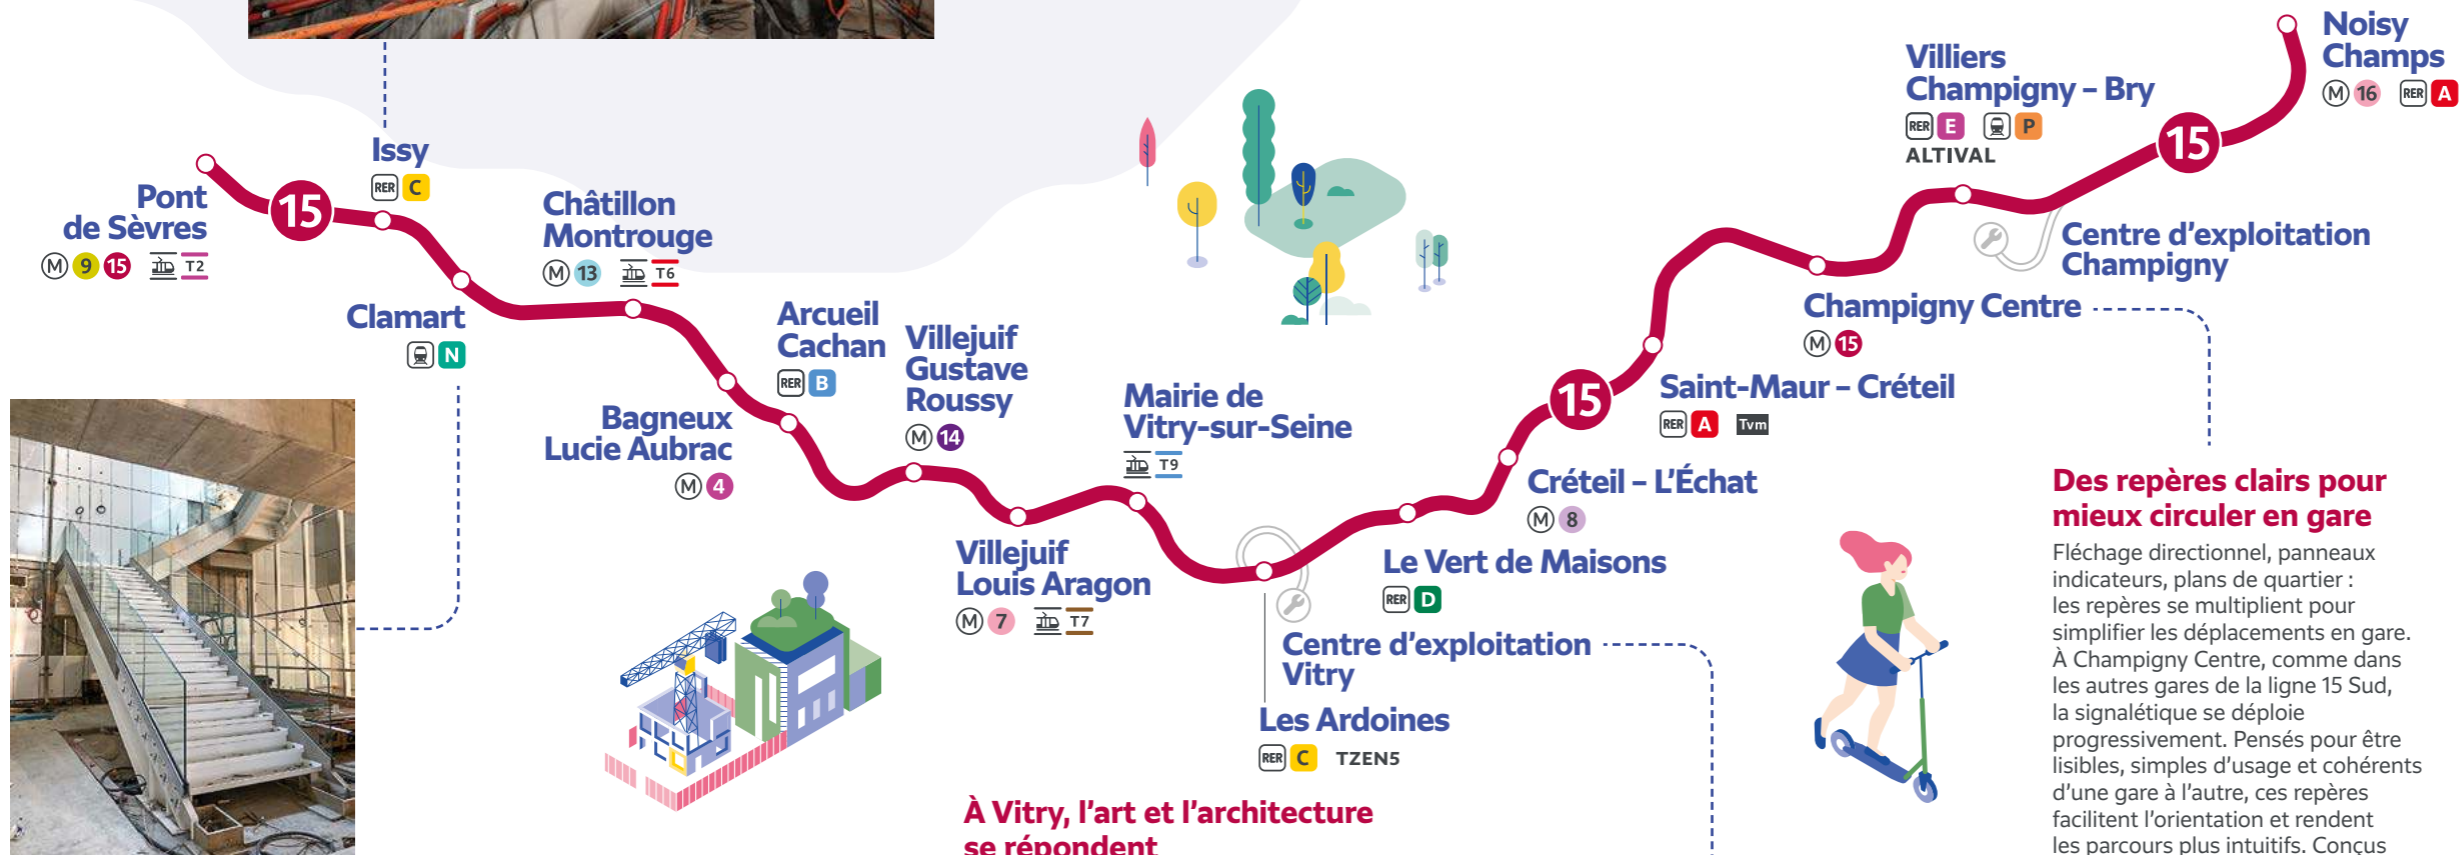 Pont
de Sèvres
M 9 15 T2
15
Issy
RER C
Clamart
N
Châtillon
Montrouge
M 13 T6
Bagneux
Lucie Aubrac
M 4
Arcueil
Cachan
RER B
Villejuif
Gustave
Roussy
M 14
Villejuif
Louis Aragon
M 7 T7
Mairie de
Vitry-sur-Seine
T9
Centre d'exploitation
Vitry
Les Ardoines
RER C TZEN5
Le Vert de Maisons
RER D
Créteil – L'Échat
M 8
15
Saint-Maur – Créteil
RER A Tvm
Champigny Centre
M 15
Centre d'exploitation
Champigny
Villiers
Champigny – Bry
RER E P
ALTIVAL
15
Noisy
Champs
M 16 RER A
À Vitry, l'art et l'architecture
se répondent
Des repères clairs pour
mieux circuler en gare
Fléchage directionnel, panneaux
indicateurs, plans de quartier :
les repères se multiplient pour
simplifier les déplacements en gare.
À Champigny Centre, comme dans
les autres gares de la ligne 15 Sud,
la signalétique se déploie
progressivement. Pensés pour être
lisibles, simples d'usage et cohérents
d'une gare à l'autre, ces repères
facilitent l'orientation et rendent
les parcours plus intuitifs. Conçus